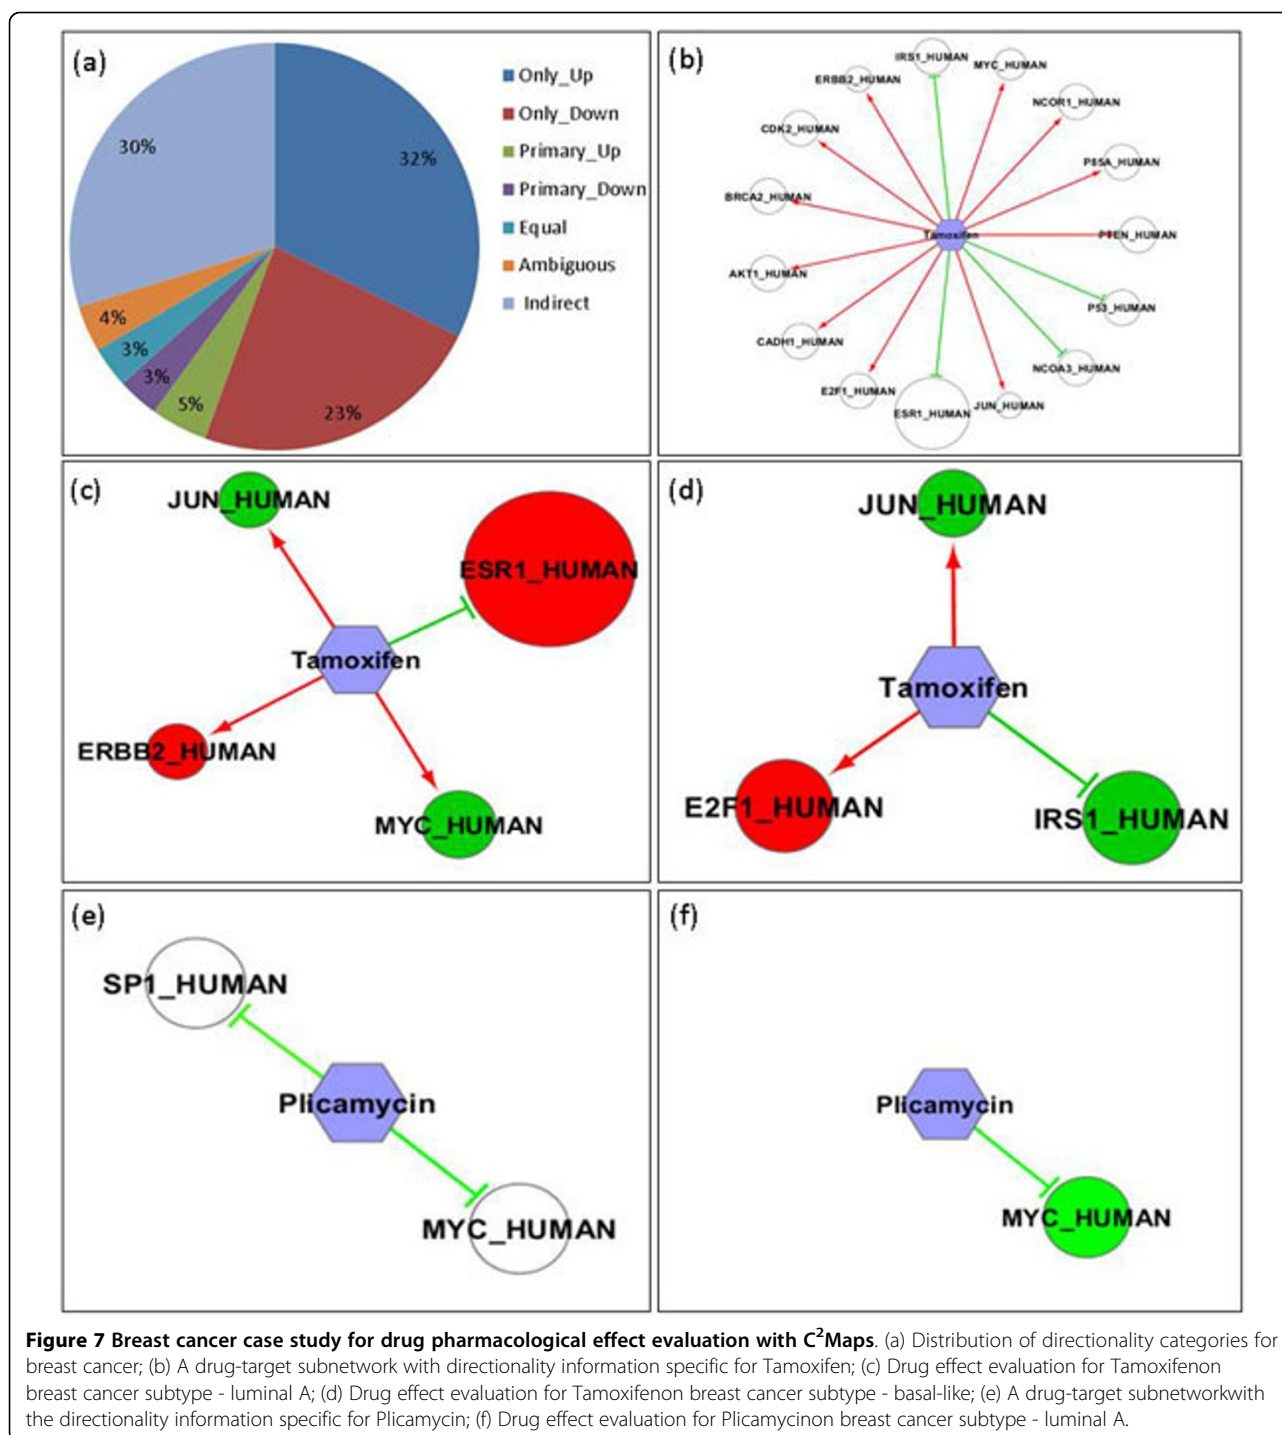 (a)
32%
23%
5%
3%
3%
4%
30%
Only_Up
Only_Down
Primary_Up
Primary_Down
Equal
Ambiguous
Indirect
(b)
IRS1_HUMAN
MYC_HUMAN
ERBB2_HUMAN
NCOR1_HUMAN
CDK2_HUMAN
P85A_HUMAN
BRCA2_HUMAN
Tamoxifen
PTEN_HUMAN
AKT1_HUMAN
P53_HUMAN
CADH1_HUMAN
NCOA3_HUMAN
E2F1_HUMAN
ESR1_HUMAN
JUN_HUMAN
(c)
JUN_HUMAN
ESR1_HUMAN
Tamoxifen
ERBB2_HUMAN
MYC_HUMAN
(d)
JUN_HUMAN
Tamoxifen
E2F1_HUMAN
IRS1_HUMAN
(e)
SP1_HUMAN
Plicamycin
MYC_HUMAN
(f)
Plicamycin
MYC_HUMAN
Figure 7 Breast cancer case study for drug pharmacological effect evaluation with C²Maps. (a) Distribution of directionality categories for
breast cancer; (b) A drug-target subnetwork with directionality information specific for Tamoxifen; (c) Drug effect evaluation for Tamoxifenon
breast cancer subtype - luminal A; (d) Drug effect evaluation for Tamoxifenon breast cancer subtype - basal-like; (e) A drug-target subnetworkwith
the directionality information specific for Plicamycin; (f) Drug effect evaluation for Plicamycinon breast cancer subtype - luminal A.